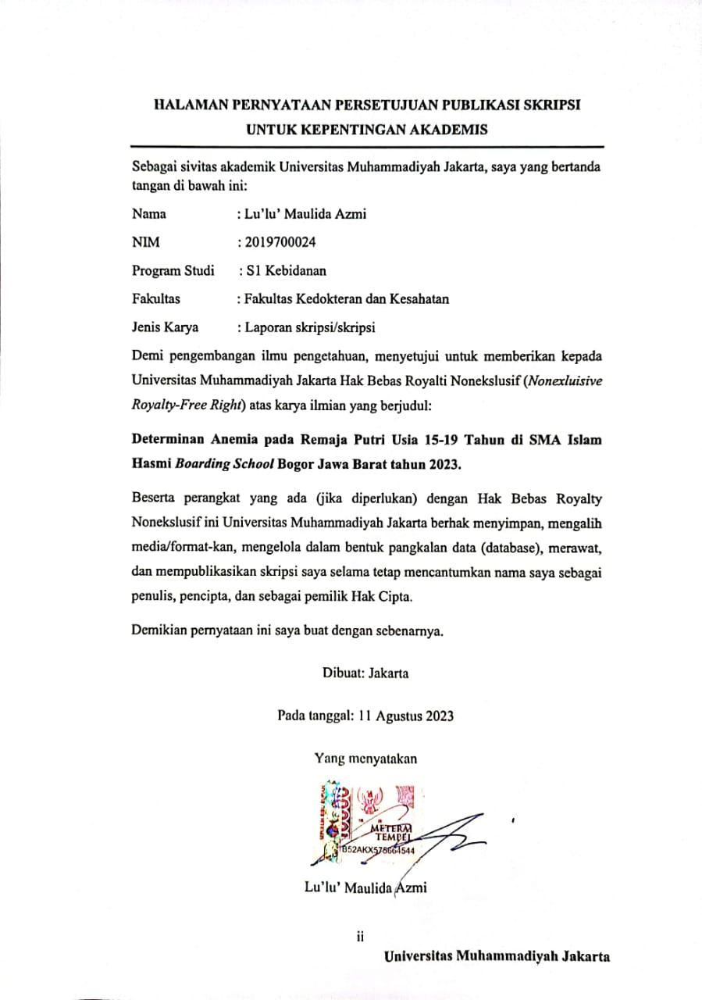 HALAMAN PERNYATAAN PERSETUJUAN PUBLIKASI SKRIPSI
UNTUK KEPENTINGAN AKADEMIS
Sebagai sivitas akademik Universitas Muhammadiyah Jakarta, saya yang bertanda
tangan di bawah ini:
Nama : Lu'lu' Maulida Azmi
NIM : 2019700024
Program Studi : S1 Kebidanan
Fakultas : Fakultas Kedokteran dan Kesahatan
Jenis Karya : Laporan skripsi/skripsi
Demi pengembangan ilmu pengetahuan, menyetujui untuk memberikan kepada
Universitas Muhammadiyah Jakarta Hak Bebas Royalti Nonekslusif (Nonexluisive
Royalty-Free Right) atas karya ilmian yang berjudul:
Determinan Anemia pada Remaja Putri Usia 15-19 Tahun di SMA Islam
Hasmi Boarding School Bogor Jawa Barat tahun 2023.
Beserta perangkat yang ada (jika diperlukan) dengan Hak Bebas Royalty
Nonekslusif ini Universitas Muhammadiyah Jakarta berhak menyimpan, mengalih
media/format-kan, mengelola dalam bentuk pangkalan data (database), merawat,
dan mempublikasikan skripsi saya selama tetap mencantumkan nama saya sebagai
penulis, pencipta, dan sebagai pemilik Hak Cipta.
Demikian pernyataan ini saya buat dengan sebenarnya.
Dibuat: Jakarta
Pada tanggal: 11 Agustus 2023
Yang menyatakan
10000
METERAI
TEMPEL
Lu'lu' Maulida Azmi
ii
Universitas Muhammadiyah Jakarta